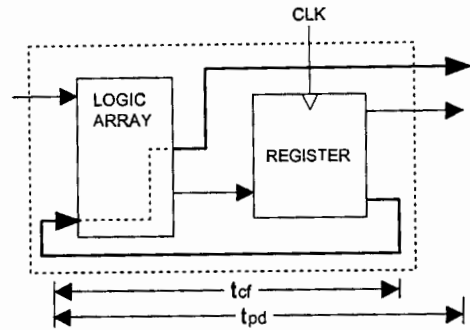 CLK
LOGIC
ARRAY
REGISTER
tcf
tpd